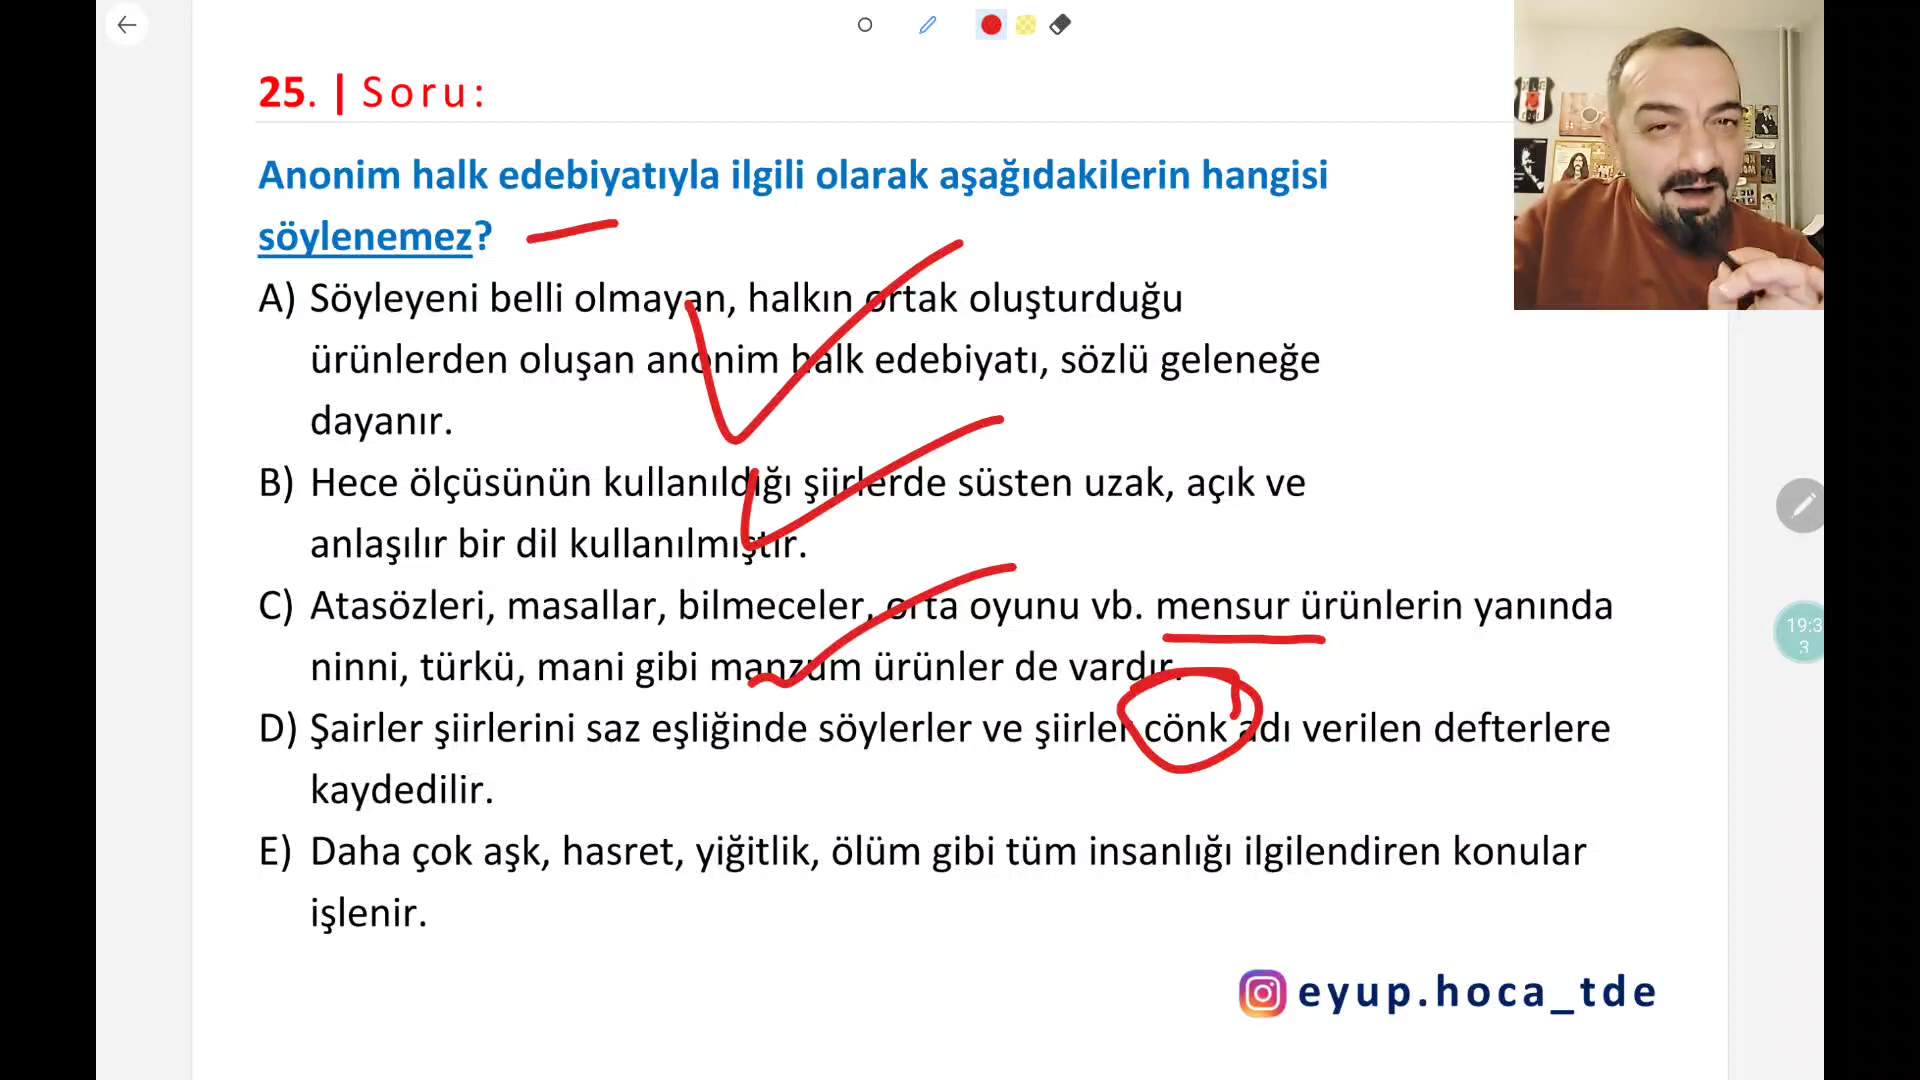 25. | Soru:
Anonim halk edebiyatıyla ilgili olarak aşağıdakilerin hangisi
söylenemez?
A) Söyleyeni belli olmayan, halkın ortak oluşturduğu
ürünlerden oluşan anonim halk edebiyatı, sözlü geleneğe
dayanır.
B) Hece ölçüsünün kullanıldığı şiirlerde süsten uzak, açık ve
anlaşılır bir dil kullanılmıştır.
C) Atasözleri, masallar, bilmeceler, orta oyunu vb. mensur ürünlerin yanında
ninni, türkü, mani gibi manzum ürünler de vardır.
D) Şairler şiirlerini saz eşliğinde söylerler ve şiirler cönk adı verilen defterlere
kaydedilir.
E) Daha çok aşk, hasret, yiğitlik, ölüm gibi tüm insanlığı ilgilendiren konular
işlenir.
eyup.hoca_tde
19:3
3